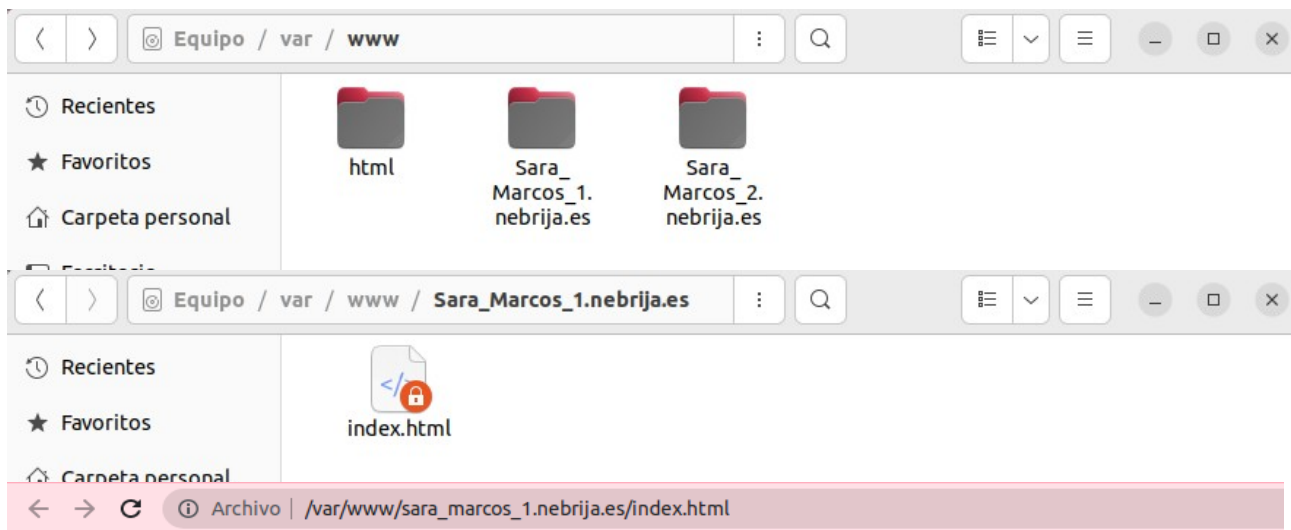 Equipo / var / www
Recientes
Favoritos
Carpeta personal
html
Sara_
Marcos_1.
nebrija.es
Sara_
Marcos_2.
nebrija.es
Equipo / var / www / Sara_Marcos_1.nebrija.es
Recientes
Favoritos
Carpeta personal
index.html
Archivo | /var/www/sara_marcos_1.nebrija.es/index.html